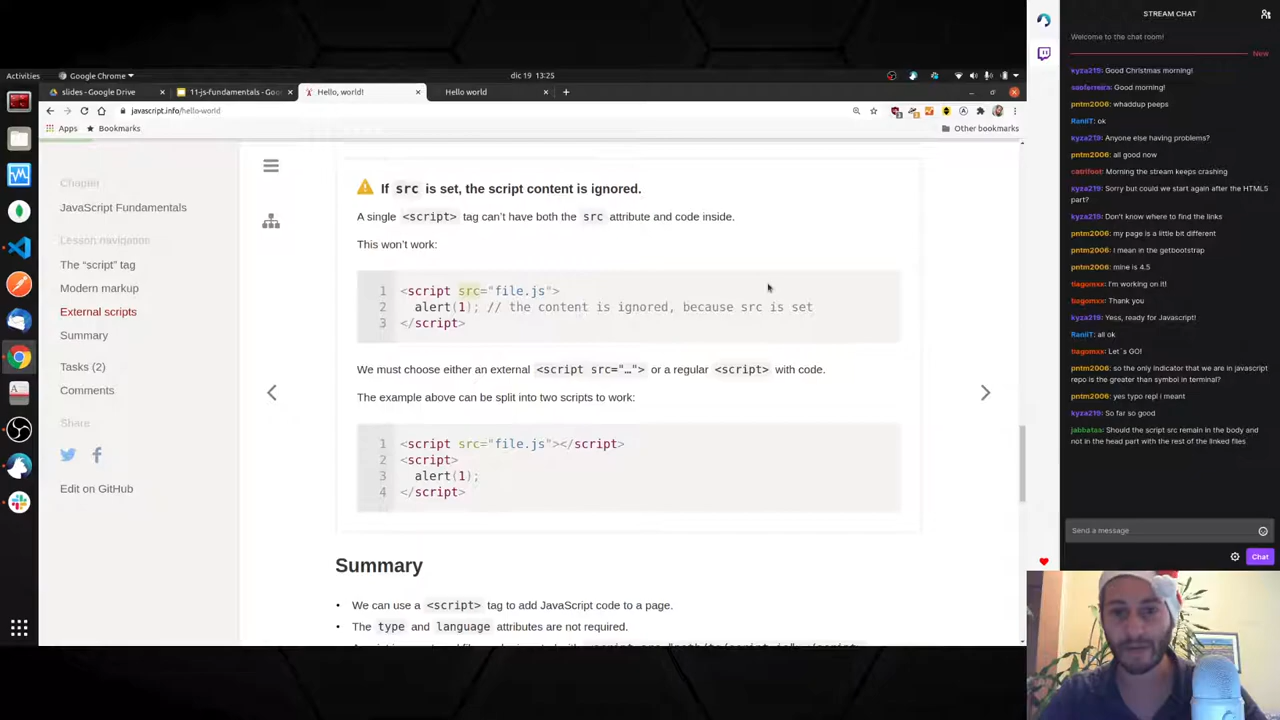 STREAM CHAT
Welcome to the chat room!
New
kyza219: Good Christmas morning!
Good morning!
pntm2006: whaddup peeps
RaniiT: ok
kyza219: Anyone else having problems?
pntm2006: all good now
Morning the stream keeps crashing
kyza219: Sorry but could we start again after the HTML5
part?
kyza219: Don't know where to find the links
pntm2006: my page is a little bit different
pntm2006: I mean in the getbootstrap
pntm2006: mine is 4.5
tiagomxx: I'm working on it!
tiagomxx: Thank you
kyza219: Yess, ready for Javascript!
RaniiT: all ok
tiagomxx: Let´s GO!
pntm2006: so the only indicator that we are in javascript
repo is the greater than symbol in terminal?
pntm2006: yes typo repl i meant
kyza219: So far so good
jabbatas: Should the script src remain in the body and
not in the head part with the rest of the linked files
Send a message
Chat
Activities
Google Chrome
dic 19 13:25
slides - Google Drive
11-js-fundamentals - Goo
Hello, world!
Hello world
javascript.info/hello-world
Apps
Bookmarks
Other bookmarks
Chapter
JavaScript Fundamentals
Lesson navigation
The “script” tag
Modern markup
External scripts
Summary
Tasks (2)
Comments
Share
Edit on GitHub
If src is set, the script content is ignored.
A single <script> tag can’t have both the src attribute and code inside.
This won’t work:
1 <script src="file.js">
2 alert(1); // the content is ignored, because src is set
3 </script>
We must choose either an external <script src="…"> or a regular <script> with code.
The example above can be split into two scripts to work:
1 <script src="file.js"></script>
2 <script>
3 alert(1);
4 </script>
Summary
• We can use a <script> tag to add JavaScript code to a page.
• The type and language attributes are not required.